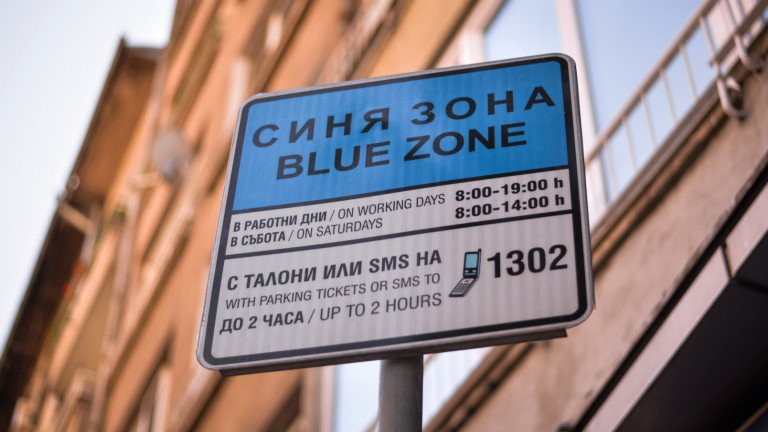 СИНЯ ЗОНА
BLUE ZONE
В РАБОТНИ ДНИ / ON WORKING DAYS 8:00-19:00 h
В СЪБОТА / ON SATURDAYS 8:00-14:00 h
С ТАЛОНИ ИЛИ SMS НА 1302
WITH PARKING TICKETS OR SMS TO
ДО 2 ЧАСА / UP TO 2 HOURS